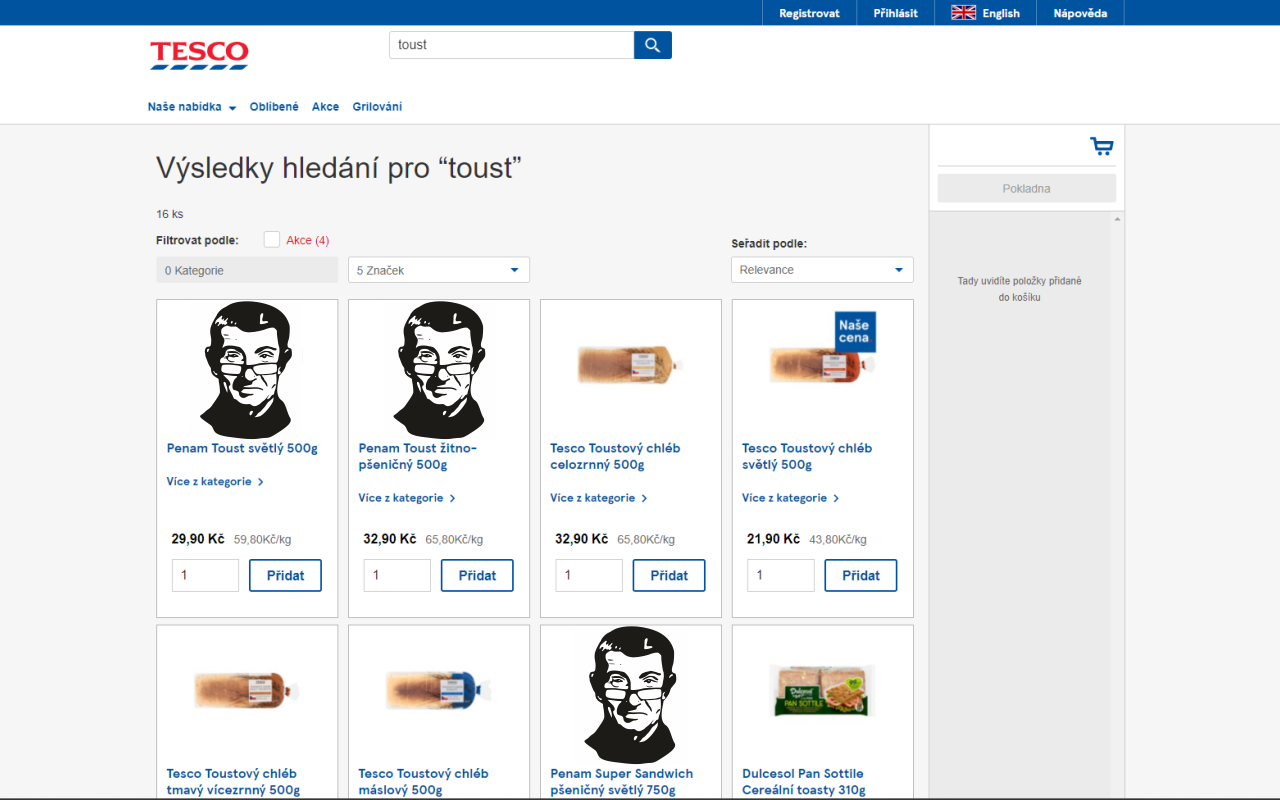 Registrovat
Přihlásit
English
Nápověda
TESCO
toust
Naše nabídka
Oblíbené
Akce
Grilování
Výsledky hledání pro “toust”
Pokladna
16 ks
Filtrovat podle:
Akce (4)
Seřadit podle:
0 Kategorie
5 Značek
Relevance
Tady uvidíte položky přidané
do košíku
Naše
cena
Penam Toust světlý 500g
Více z kategorie
29,90 Kč 59,80Kč/kg
1
Přidat
Penam Toust žitno-
pšeničný 500g
Více z kategorie
32,90 Kč 65,80Kč/kg
1
Přidat
Tesco Toustový chléb
celozrnný 500g
Více z kategorie
32,90 Kč 65,80Kč/kg
1
Přidat
Tesco Toustový chléb
světlý 500g
Více z kategorie
21,90 Kč 43,80Kč/kg
1
Přidat
Tesco Toustový chléb
tmavý vícezrnný 500g
Tesco Toustový chléb
máslový 500g
Penam Super Sandwich
pšeničný světlý 750g
Dulcesol
PAN SOTTILE
Dulcesol Pan Sottile
Cereální toasty 310g